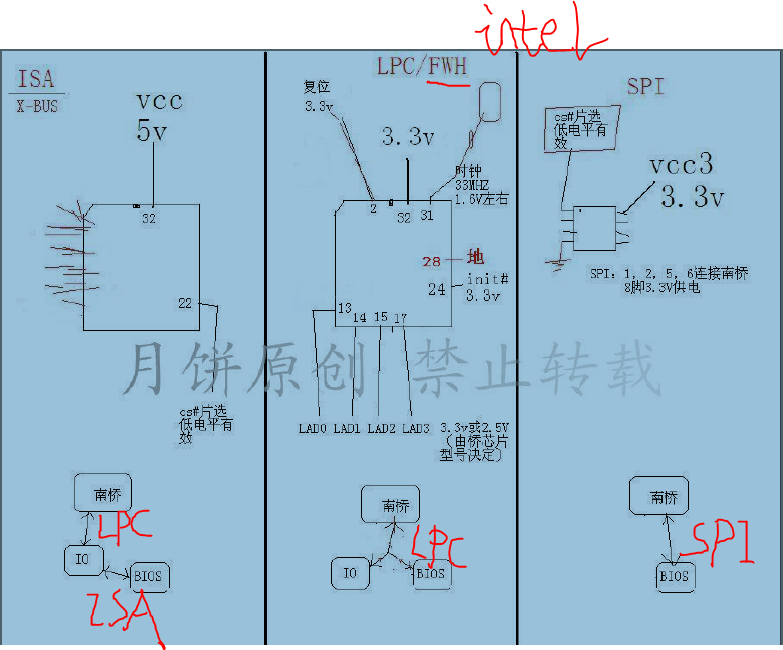 intel
ISA
X-BUS
vcc
5v
32
22
cs#片选
低电平有
效
南桥
LPC
IO
BIOS
ISA
LPC/FWH
复位
3.3v
3.3v
时钟
33MHZ
1.6V左右
2
32
31
28
地
24
init#
3.3v
13
14
15
17
LAD0
LAD1
LAD2
LAD3
3.3v或2.5V
（由桥芯片
型号决定）
南桥
LPC
IO
BIOS
SPI
cs#片选
低电平有
效
vcc3
3.3v
SPI: 1, 2, 5, 6连接南桥
8脚3.3V供电
南桥
SPI
BIOS
月饼原创 禁止转载